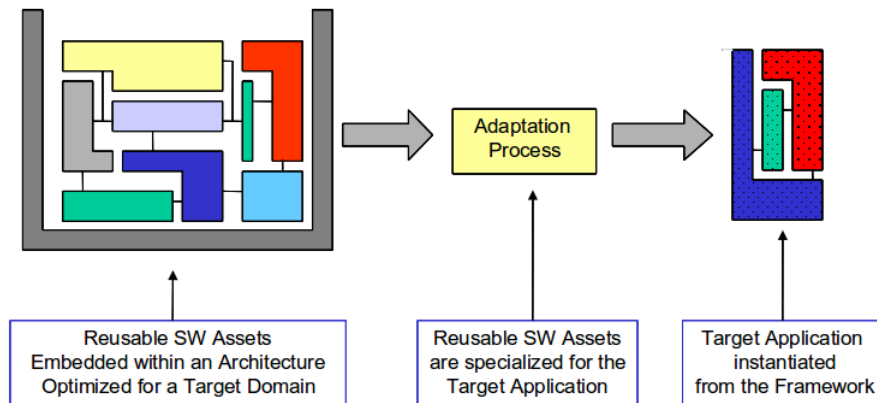 Adaptation
Process
Reusable SW Assets
Embedded within an Architecture
Optimized for a Target Domain
Reusable SW Assets
are specialized for the
Target Application
Target Application
instantiated
from the Framework